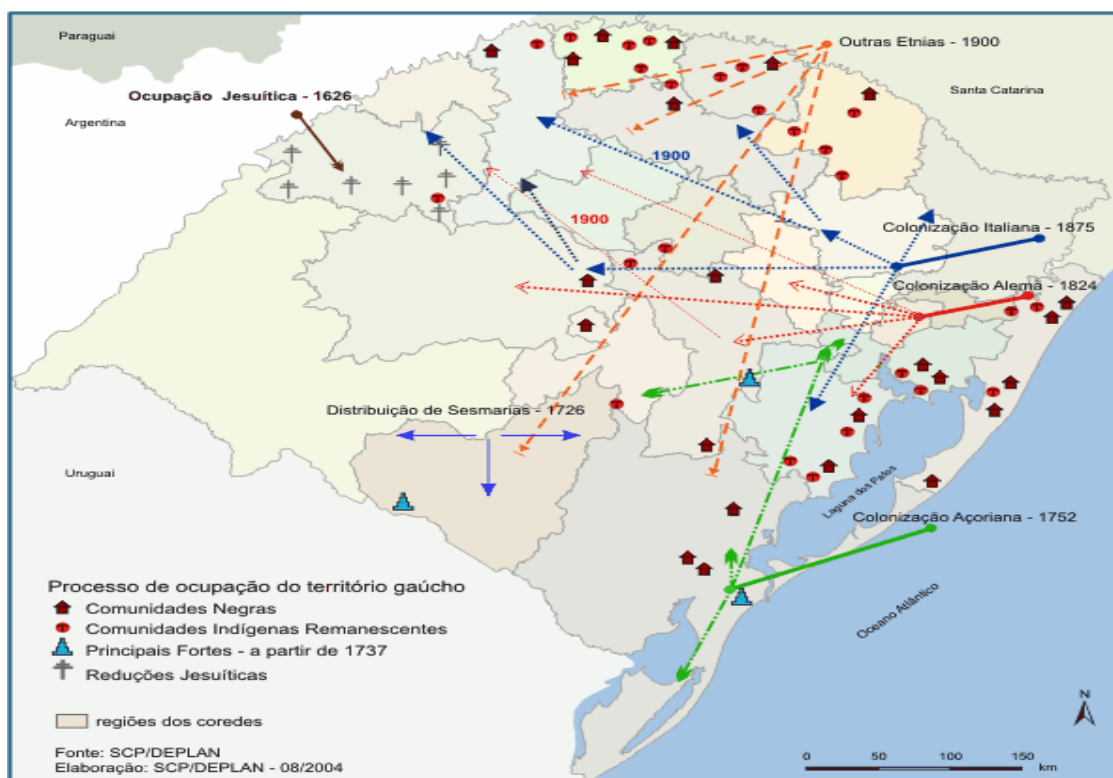 Paraguai
Outras Etnias - 1900
Santa Catarina
Ocupação Jesuítica - 1626
Argentina
1900
1900
Colonização Italiana - 1875
Colonização Alemã - 1824
Distribuição de Sesmarias - 1726
Uruguai
Laguna dos Patos
Colonização Açoriana - 1752
Oceano Atlântico
Processo de ocupação do território gaúcho
Comunidades Negras
Comunidades Indígenas Remanescentes
Principais Fortes - a partir de 1737
Reduções Jesuíticas
regiões dos coredes
Fonte: SCP/DEPLAN
Elaboração: SCP/DEPLAN - 08/2004
N
0 50 100 150
km